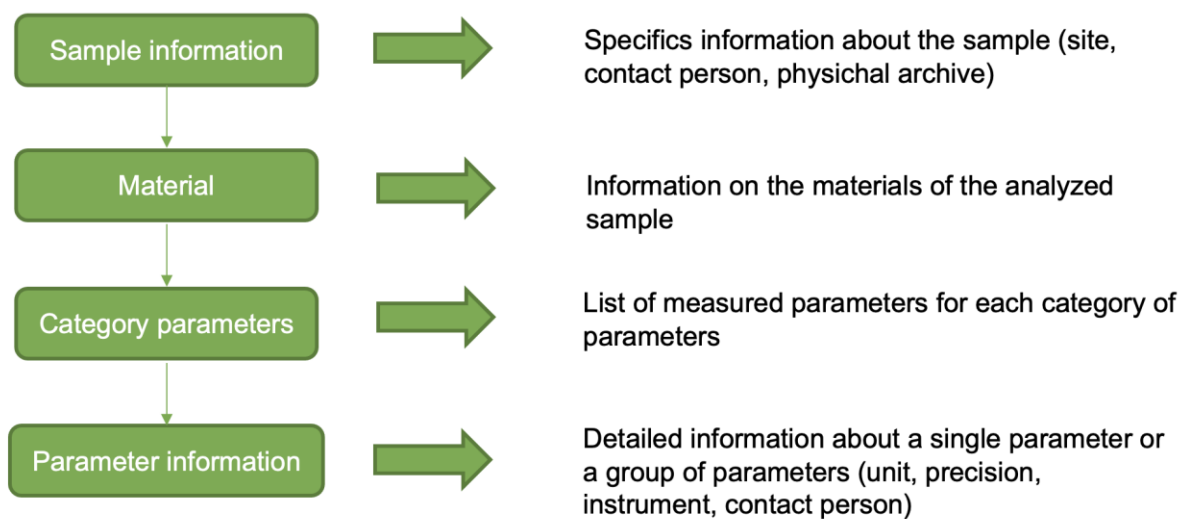 Sample information
Specifics information about the sample (site,
contact person, physichal archive)
Material
Information on the materials of the analyzed
sample
Category parameters
List of measured parameters for each category of
parameters
Parameter information
Detailed information about a single parameter or
a group of parameters (unit, precision,
instrument, contact person)